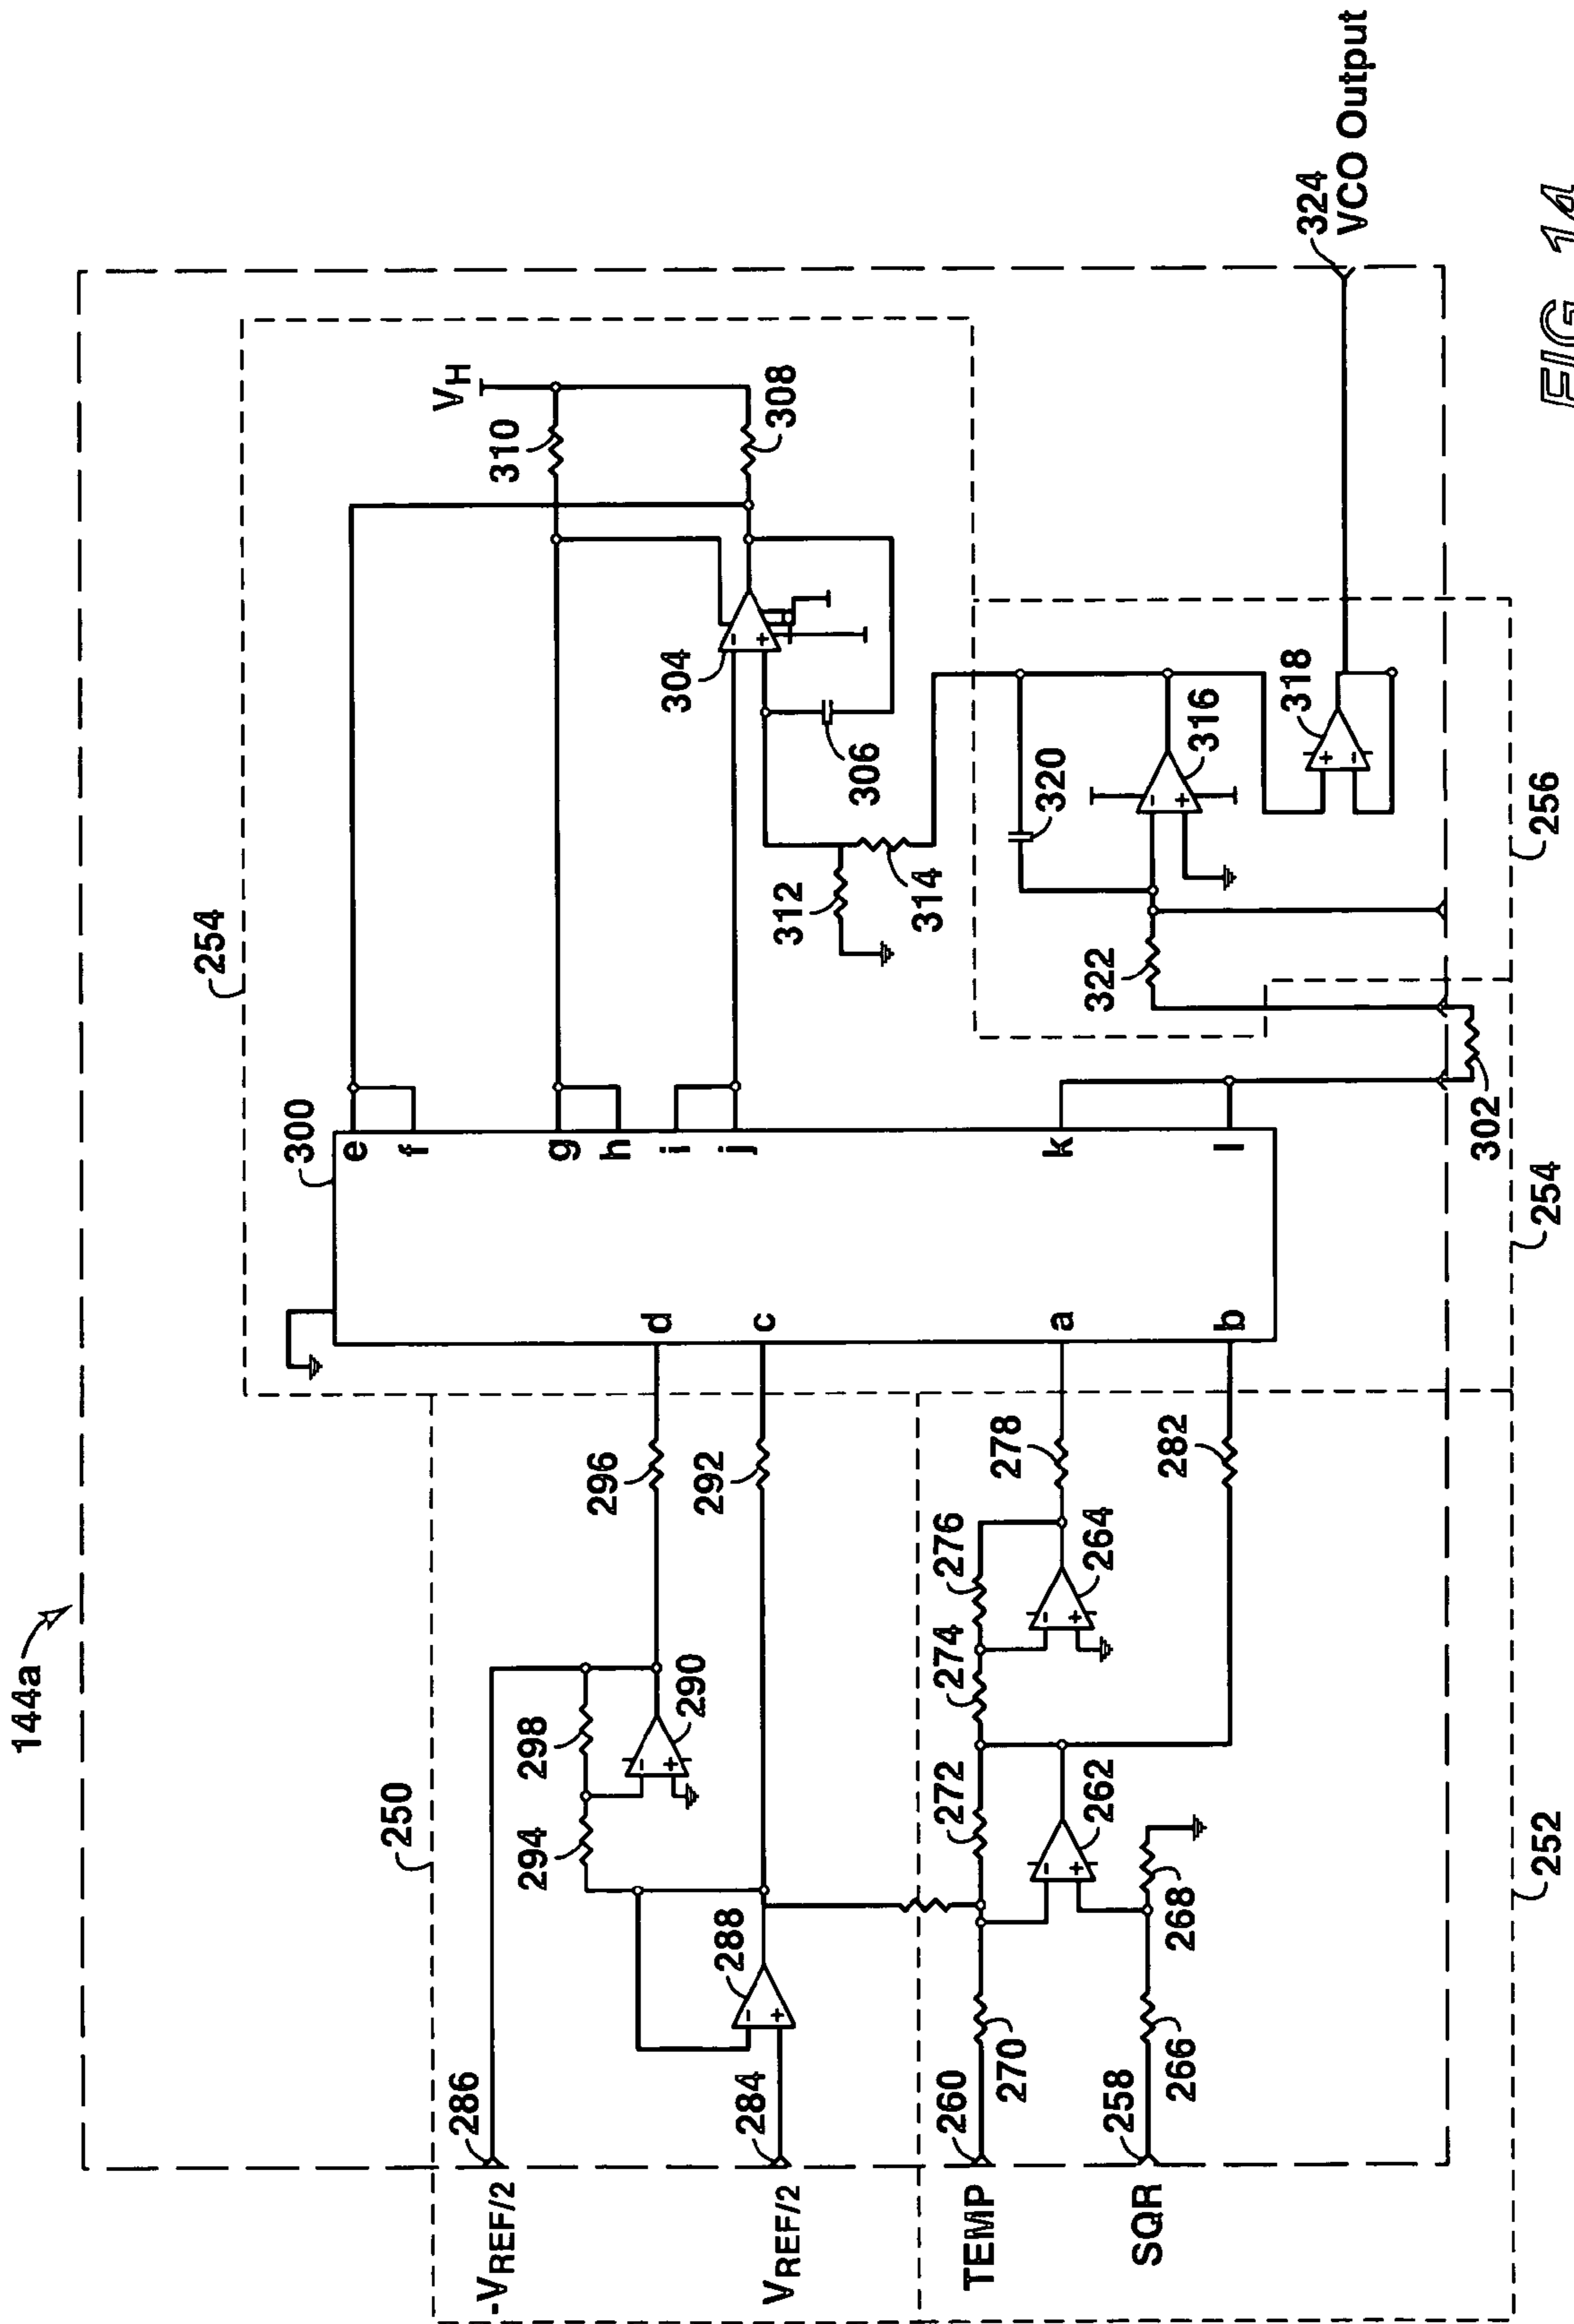 144a
250
286
-VREF/2
298
294
290
296
d
284
VREF/2
288
292
c
260
TEMP
270
272
274
276
264
278
a
262
258
SQR
266
268
282
b
252
300
e
f
g
h
i
j
k
l
254
VH
310
308
304
306
312
314
320
322
316
318
302
254
256
324
VCO Output
-
+
-
+
-
+
-
+
-
+
-
+
+
-
FIG 14